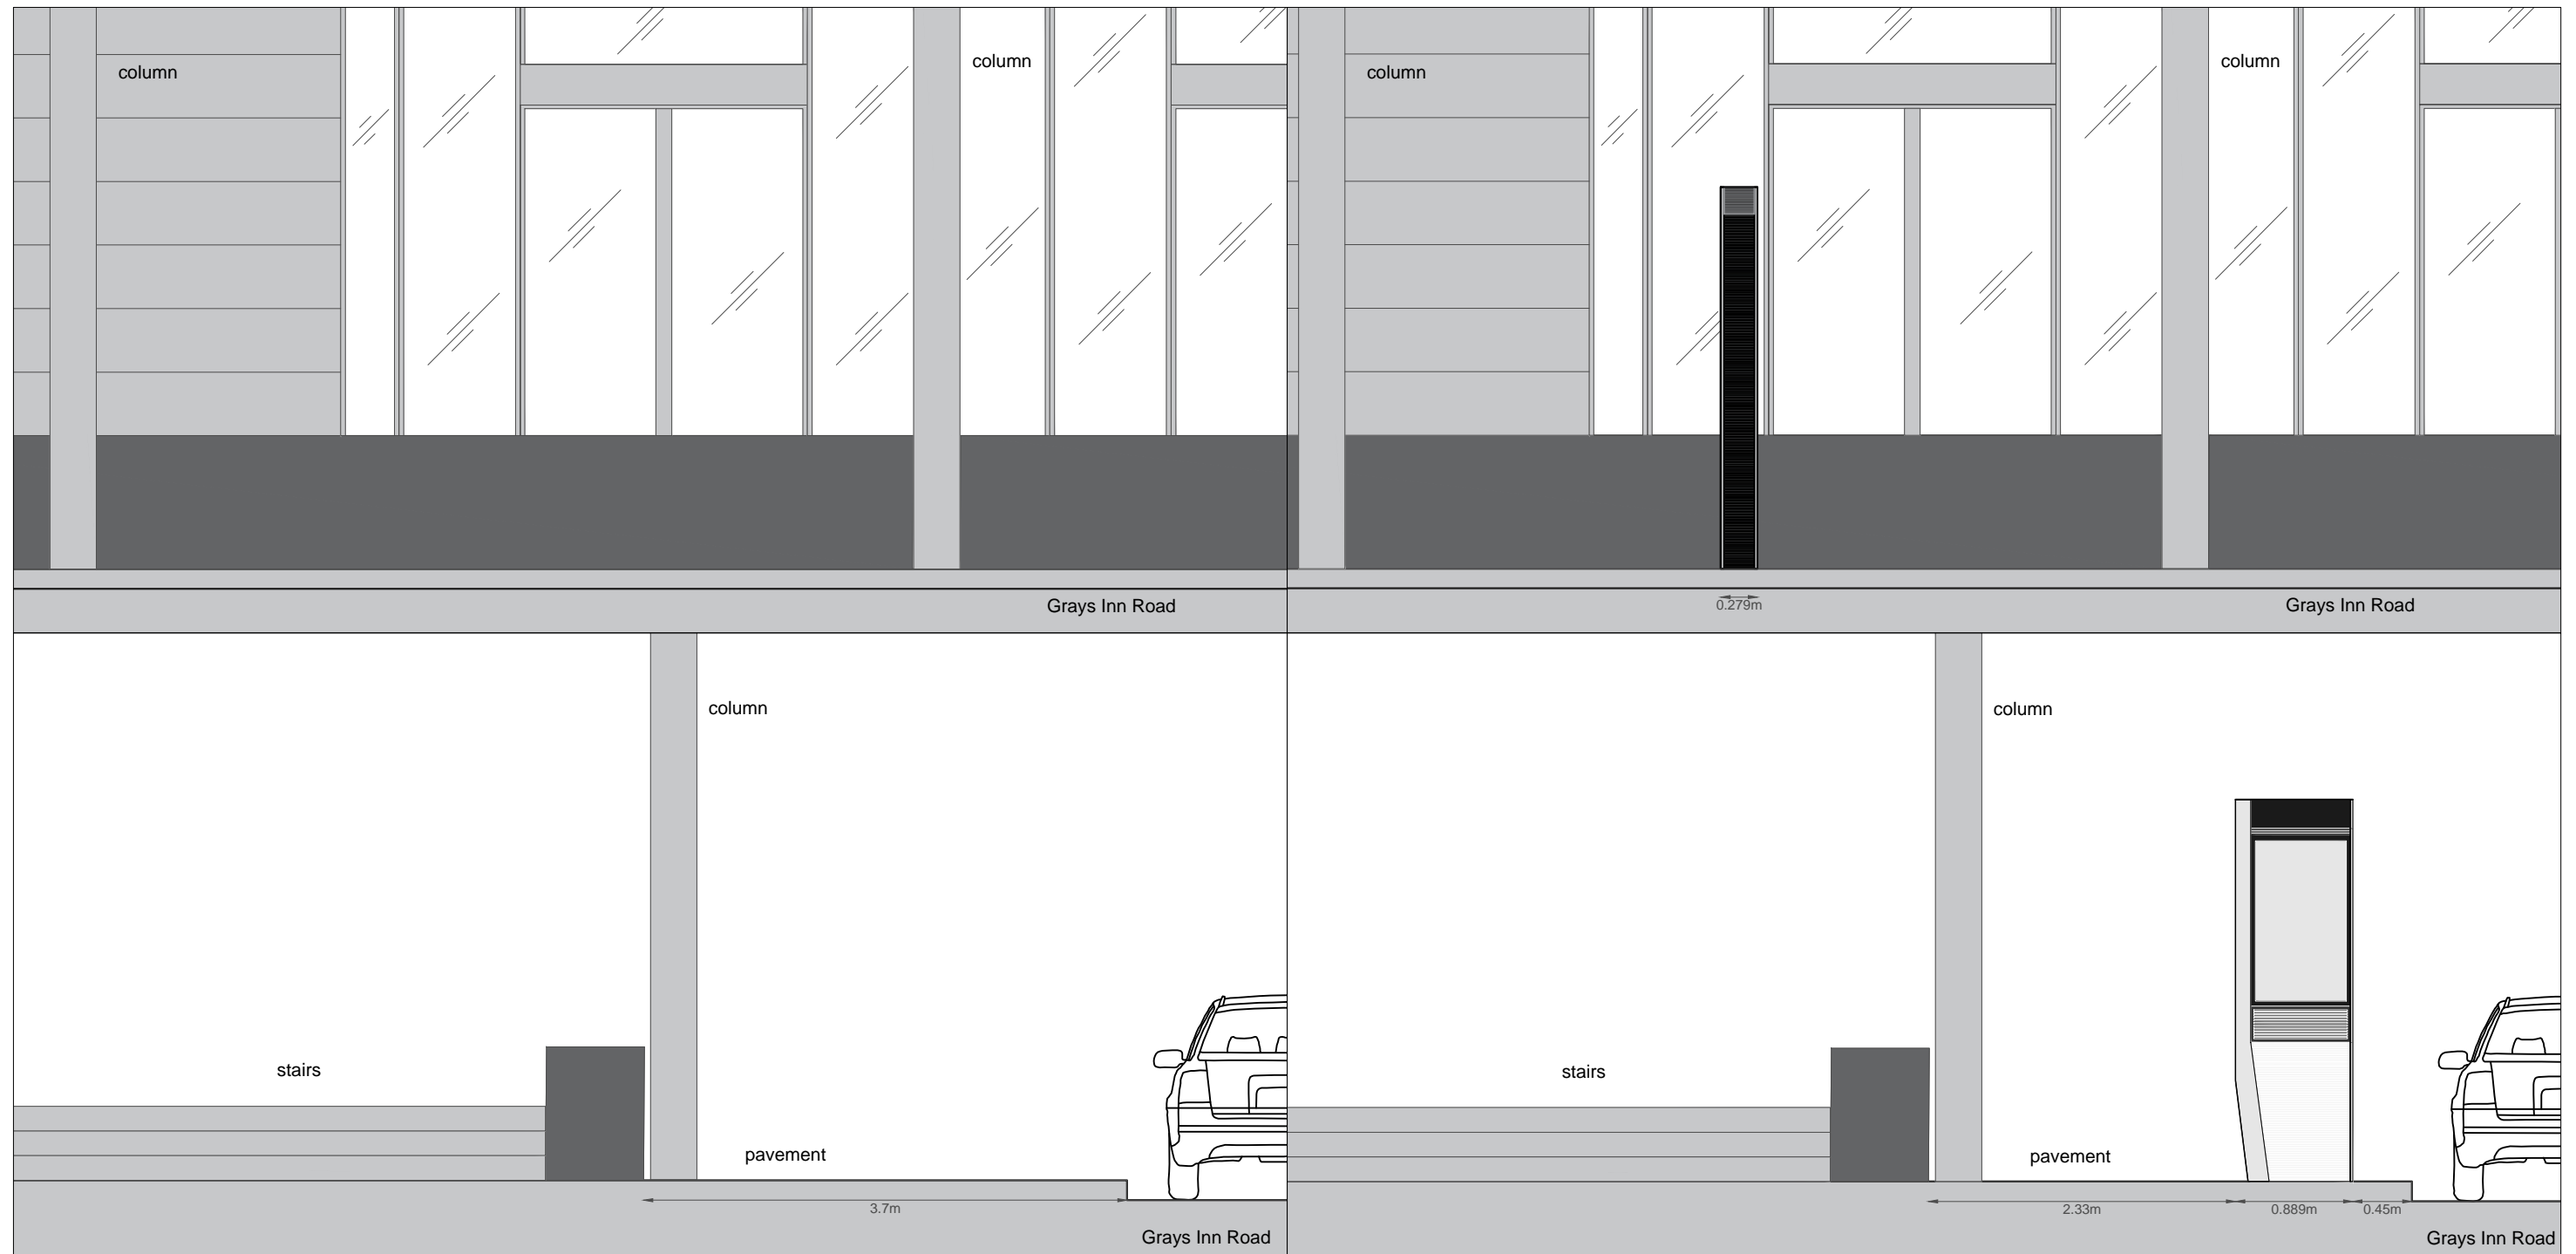 column
column
Grays Inn Road
column
column
0.279m
Grays Inn Road
column
stairs
pavement
3.7m
Grays Inn Road
column
stairs
pavement
2.33m
0.889m
0.45m
Grays Inn Road